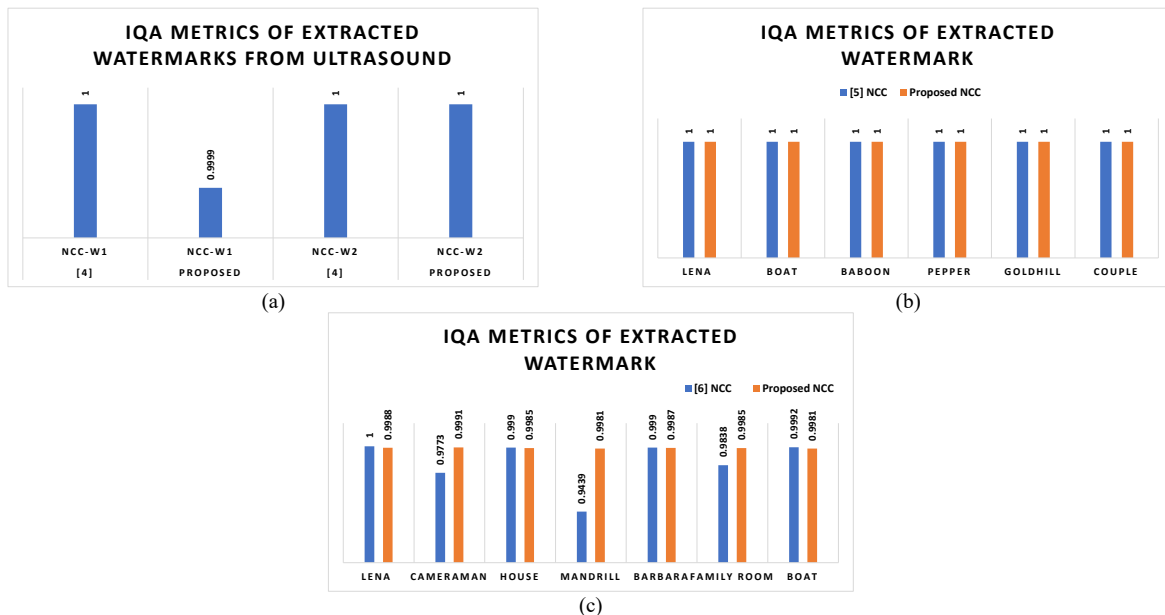 IQA METRICS OF EXTRACTED
WATERMARKS FROM ULTRASOUND
1
0.9999
1
1
NCC-W1 NCC-W1 NCC-W2 NCC-W2
[4] PROPOSED [4] PROPOSED
(a)
IQA METRICS OF EXTRACTED
WATERMARK
[5] NCC Proposed NCC
1 1 1 1 1 1 1 1 1 1 1 1
LENA BOAT BABOON PEPPER GOLDHILL COUPLE
(b)
IQA METRICS OF EXTRACTED
WATERMARK
[6] NCC Proposed NCC
1 0.9988 0.9773 0.9991 0.999 0.9985 0.9439 0.9981 0.999 0.9987 0.9838 0.9985 0.9992 0.9981
LENA CAMERAMAN HOUSE MANDRILL BARBARA FAMILY ROOM BOAT
(c)